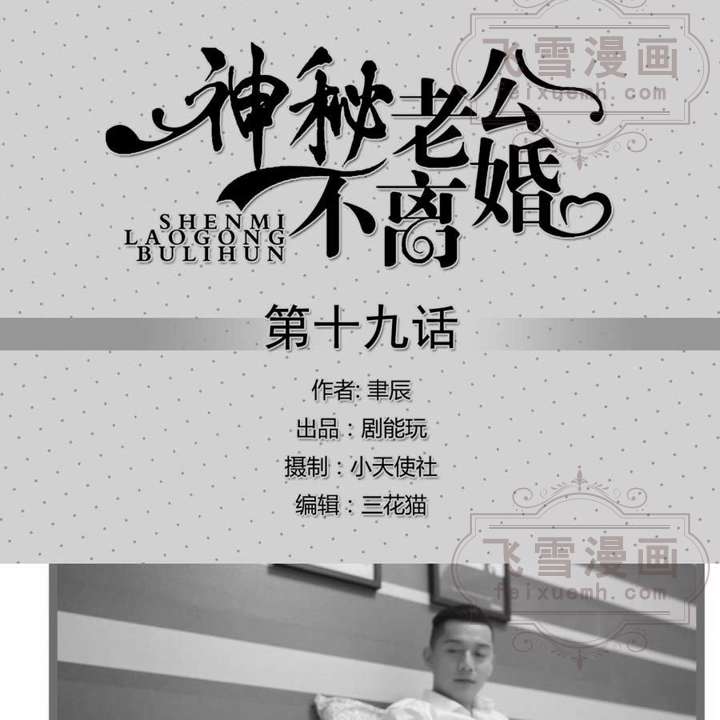 飞雪漫画
feixuemh.com
神秘老公
不离婚
SHENMI
LAOGONG
BULIHUN
第十九话
作者: 聿辰
出品：剧能玩
摄制：小天使社
编辑：三花猫
飞雪漫画
feixuemh.com